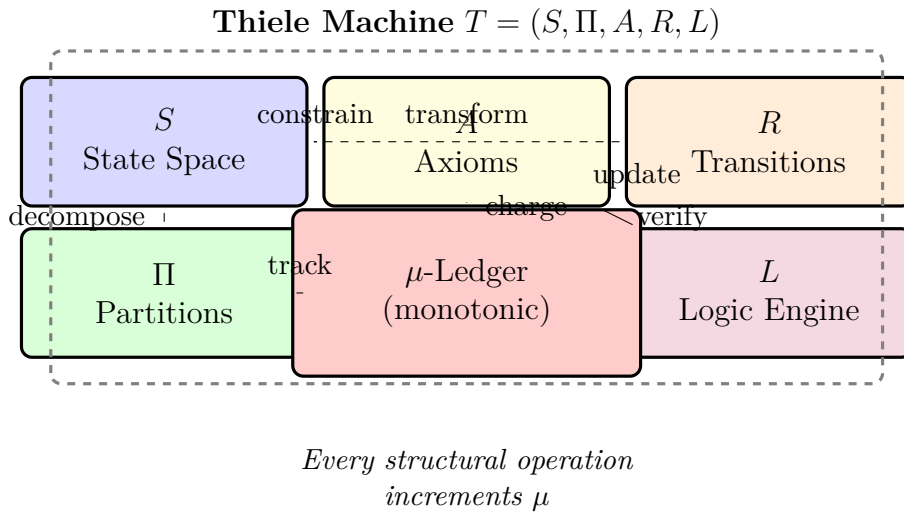 Thiele Machine T = (S, Π, A, R, L)
S
State Space
constrain
transform
A
Axioms
R
Transitions
update
decompose
charge
verify
Π
Partitions
track
μ-Ledger
(monotonic)
L
Logic Engine
Every structural operation
increments μ